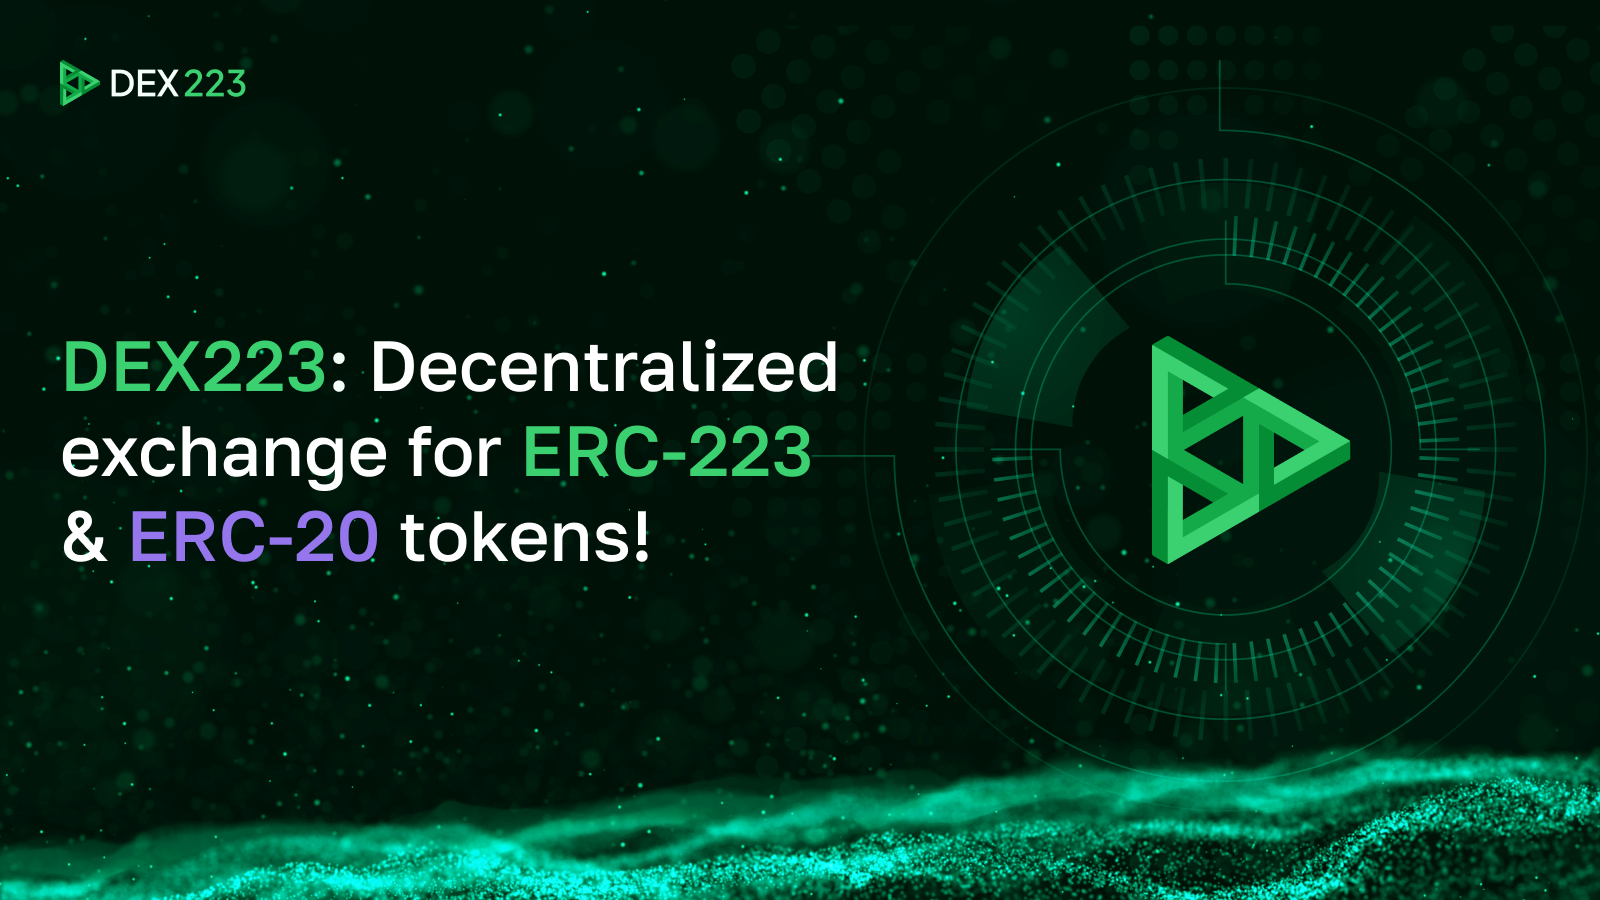 DEX223
DEX223: Decentralized
exchange for ERC-223
& ERC-20 tokens!